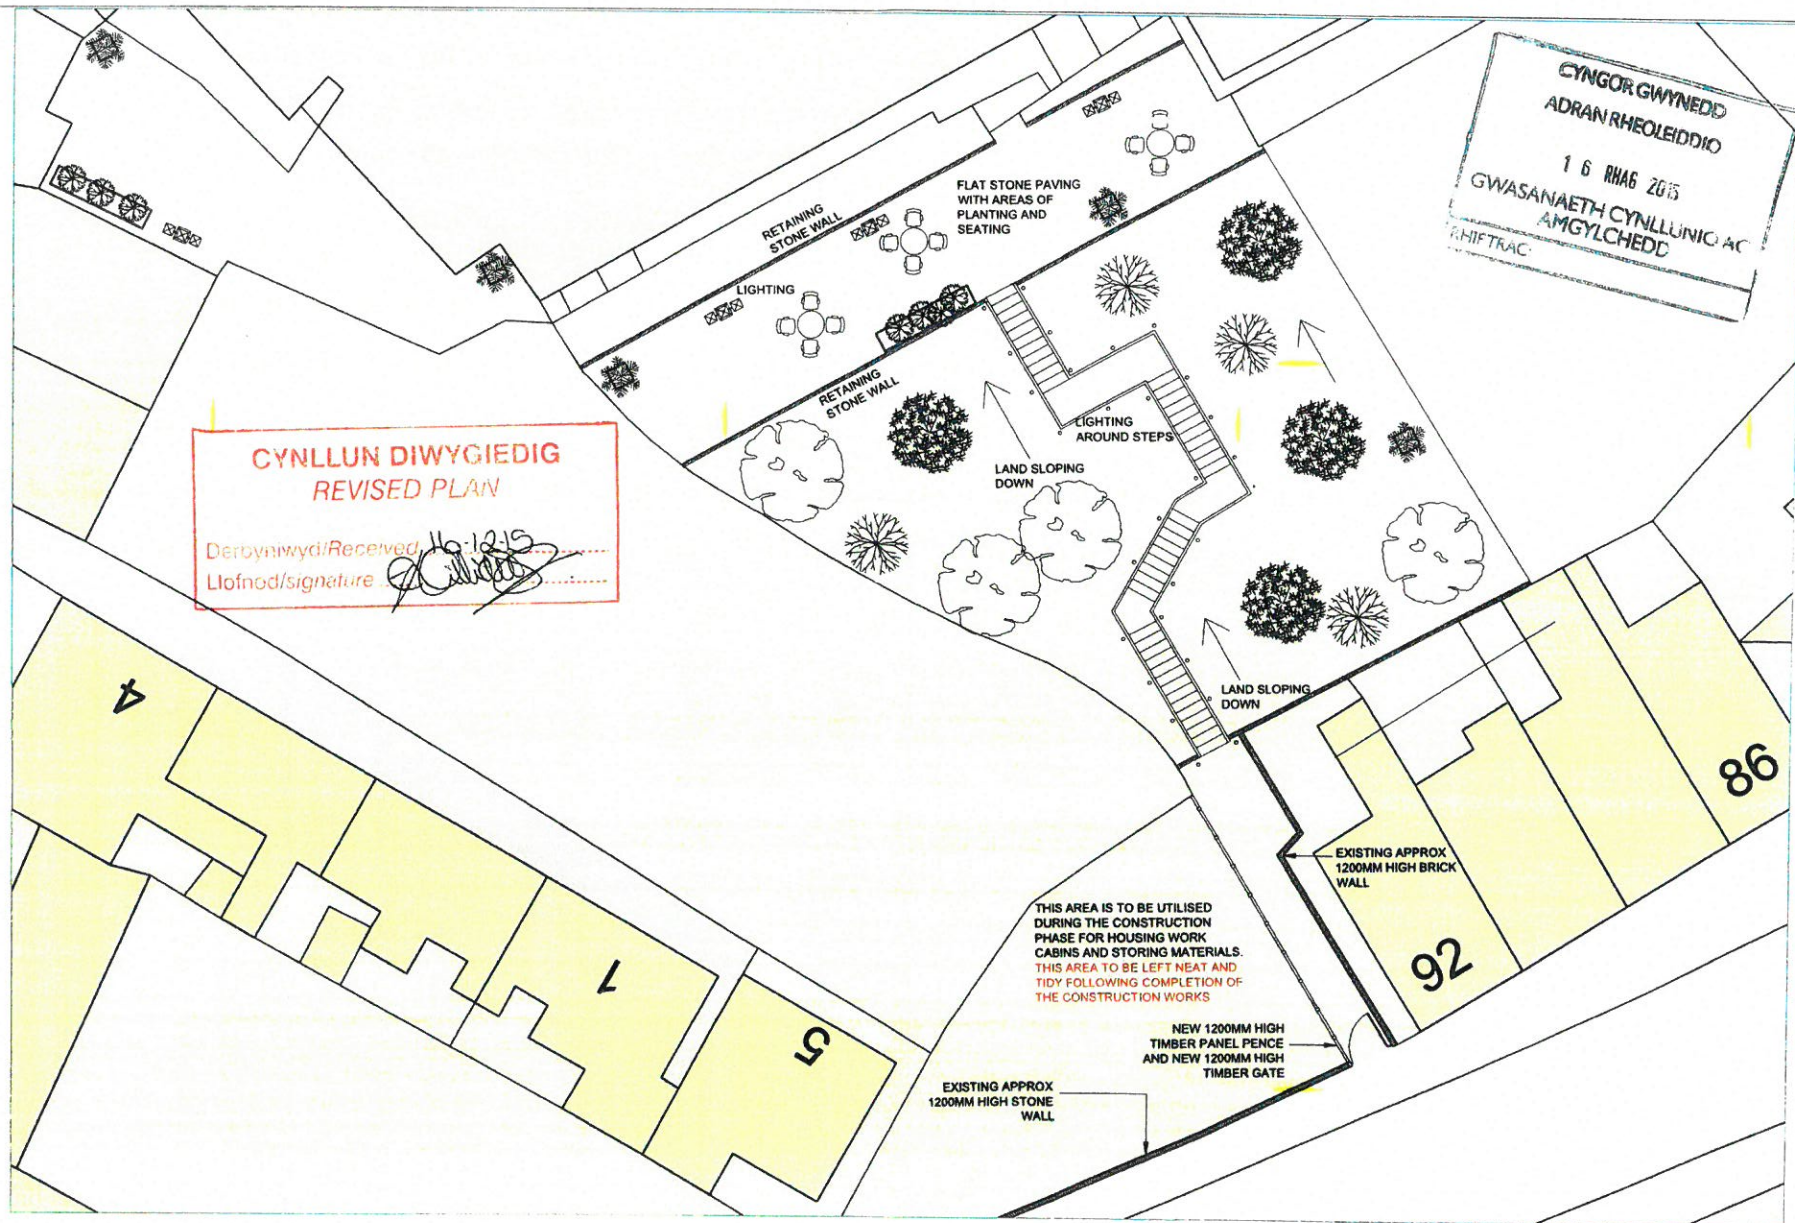 CYNGOR GWYNEDD
ADRAN RHEOLEIDDIO
1 6 RHAG 2015
GWASANAETH CYNLLUNIO AC
AMGYLCHEDD
RHIF TRAC:
FLAT STONE PAVING
WITH AREAS OF
PLANTING AND
SEATING
RETAINING
STONE WALL
LIGHTING
RETAINING
STONE WALL
LIGHTING
AROUND STEPS
LAND SLOPING
DOWN
CYNLLUN DIWYGIEDIG
REVISED PLAN
Derbyniwyd/Received 16-12-15
Llofnod/signature
LAND SLOPING
DOWN
4
86
EXISTING APPROX
1200MM HIGH BRICK
WALL
THIS AREA IS TO BE UTILISED
DURING THE CONSTRUCTION
PHASE FOR HOUSING WORK
CABINS AND STORING MATERIALS.
THIS AREA TO BE LEFT NEAT AND
TIDY FOLLOWING COMPLETION OF
THE CONSTRUCTION WORKS
92
1
5
NEW 1200MM HIGH
TIMBER PANEL PENCE
AND NEW 1200MM HIGH
TIMBER GATE
EXISTING APPROX
1200MM HIGH STONE
WALL